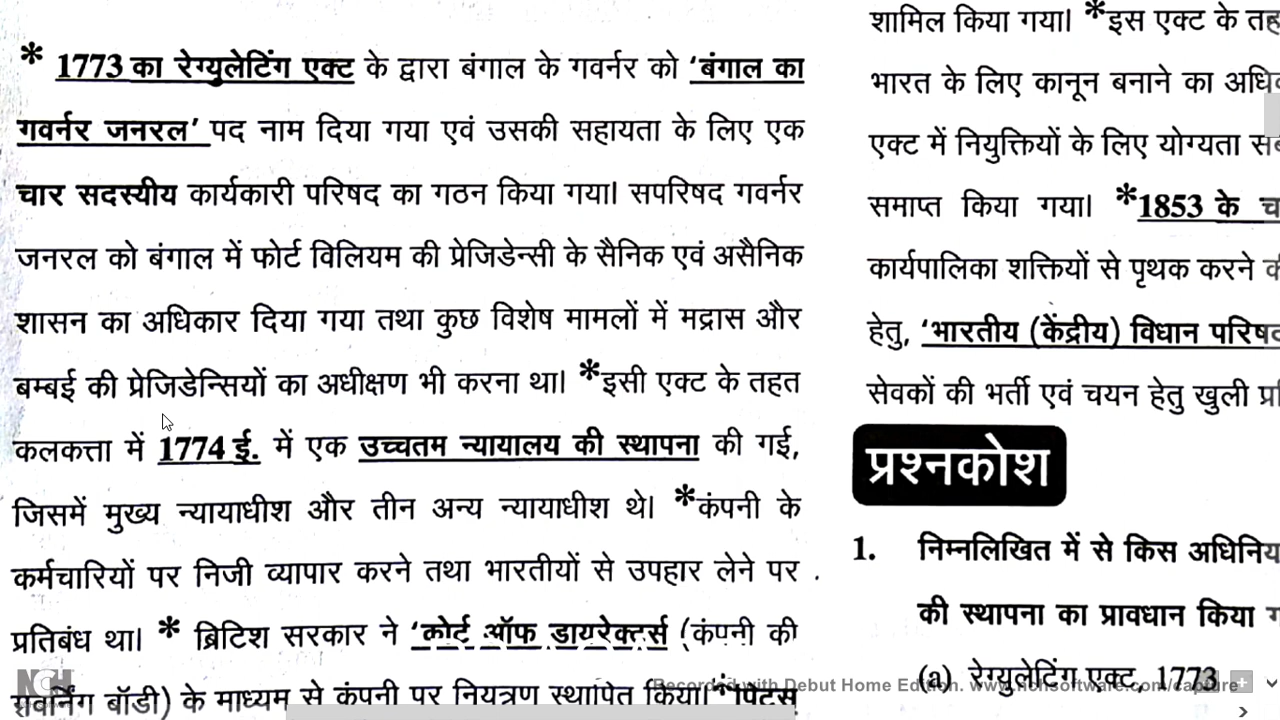 * 1773 का रेग्युलेटिंग एक्ट के द्वारा बंगाल के गवर्नर को 'बंगाल का
गवर्नर जनरल' पद नाम दिया गया एवं उसकी सहायता के लिए एक
चार सदस्यीय कार्यकारी परिषद का गठन किया गया। सपरिषद गवर्नर
जनरल को बंगाल में फोर्ट विलियम की प्रेजिडेन्सी के सैनिक एवं असैनिक
शासन का अधिकार दिया गया तथा कुछ विशेष मामलों में मद्रास और
बम्बई की प्रेजिडेन्सियों का अधीक्षण भी करना था। *इसी एक्ट के तहत
कलकत्ता में 1774 ई. में एक उच्चतम न्यायालय की स्थापना की गई,
जिसमें मुख्य न्यायाधीश और तीन अन्य न्यायाधीश थे। *कंपनी के
कर्मचारियों पर निजी व्यापार करने तथा भारतीयों से उपहार लेने पर
प्रतिबंध था। * ब्रिटिश सरकार ने 'कोर्ट ऑफ डायरेक्टर्स (कंपनी की
गवर्निंग बॉडी) के माध्यम से कंपनी पर नियंत्रण स्थापित किया। *पिट्स
शामिल किया गया। *इस एक्ट के
भारत के लिए कानून बनाने का
एक्ट में नियुक्तियों के लिए योग्यता
समाप्त किया गया। *1853 के
कार्यपालिका शक्तियों से पृथक करने
हेतु, 'भारतीय (केंद्रीय) विधान
सेवकों की भर्ती एवं चयन हेतु खुली
प्रश्नकोश
1. निम्नलिखित में से किस
की स्थापना का प्रावधान किया
(a) रेग्युलेटिंग एक्ट, 1773
NCH
Recorded with Debut Home Edition. www.nchsoftware.com/capture